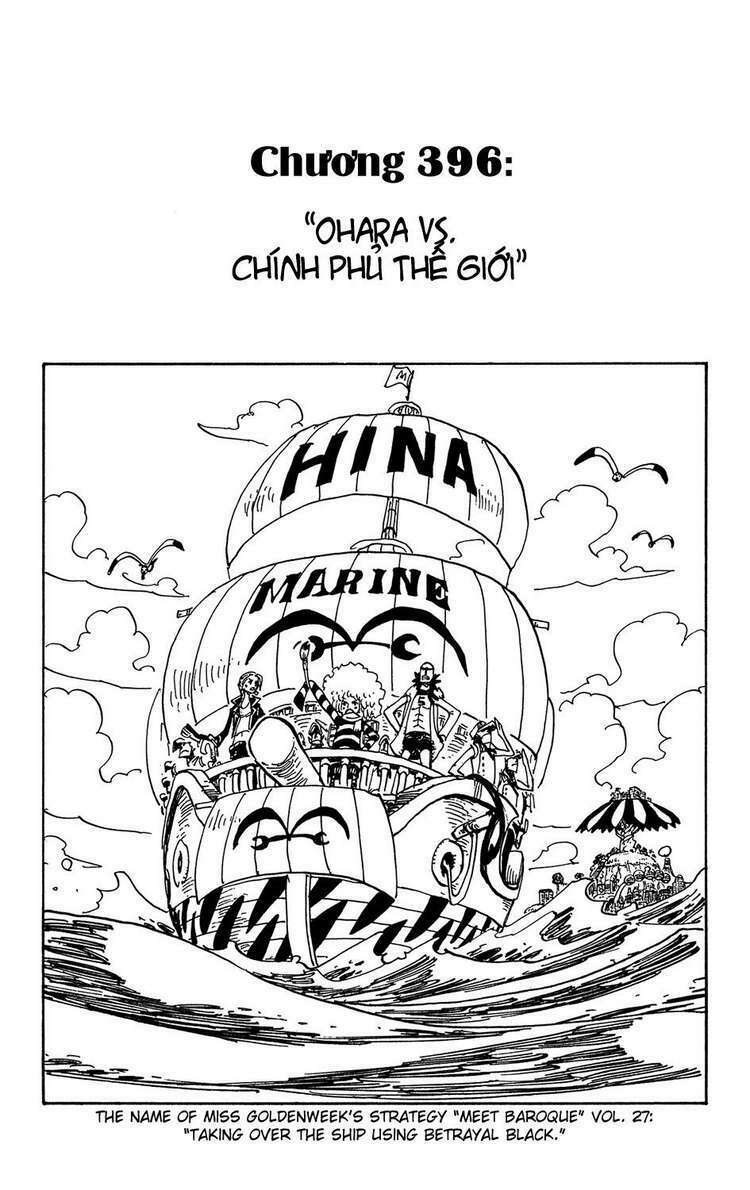 Chương 396:
"OHARA VS.
CHÍNH PHỦ THẾ GIỚI"
M
HINA
MARINE
THE NAME OF MISS GOLDENWEEK'S STRATEGY "MEET BAROQUE" VOL. 27:
"TAKING OVER THE SHIP USING BETRAYAL BLACK."